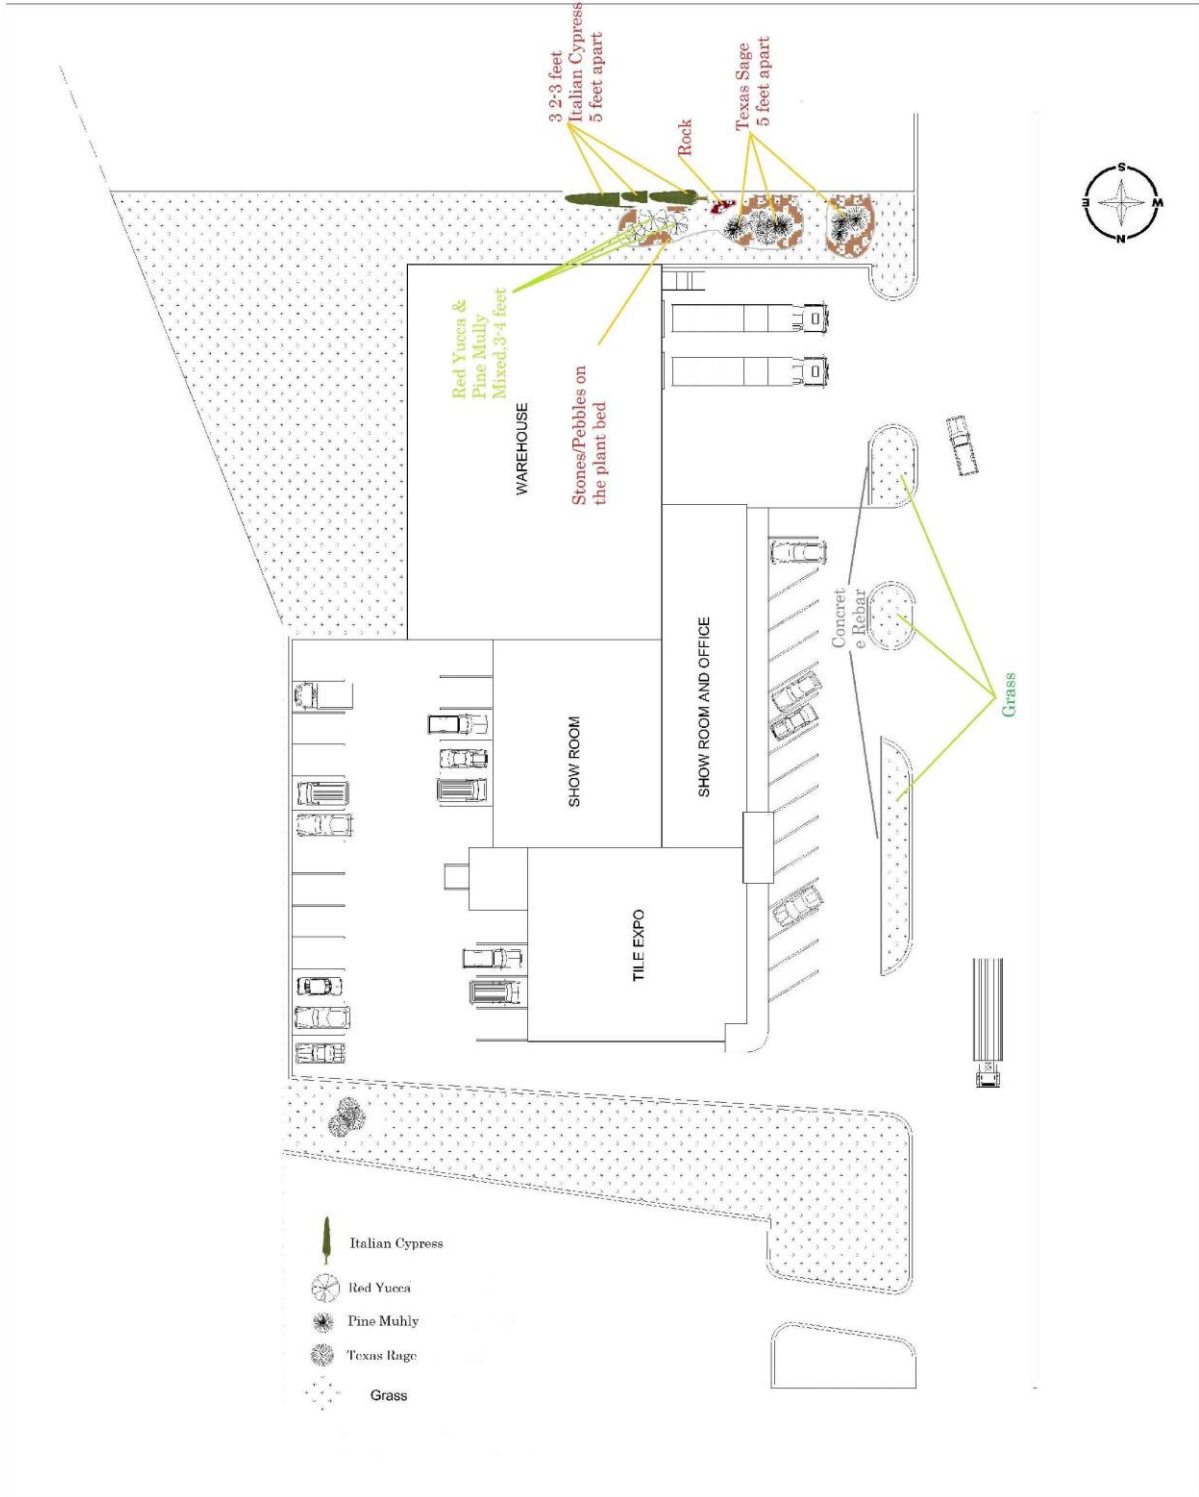 3 2-3 feet
Italian Cypress
5 feet apart
Rock
Texas Sage
5 feet apart
S
E
W
N
Red Yucca &
Pine Mully
Mixed,3-4 feet
Stones/Pebbles on
the plant bed
WAREHOUSE
SHOW ROOM
SHOW ROOM AND OFFICE
TILE EXPO
Concret
e Rebar
Grass
Italian Cypress
Red Yucca
Pine Muhly
Texas Rage
Grass